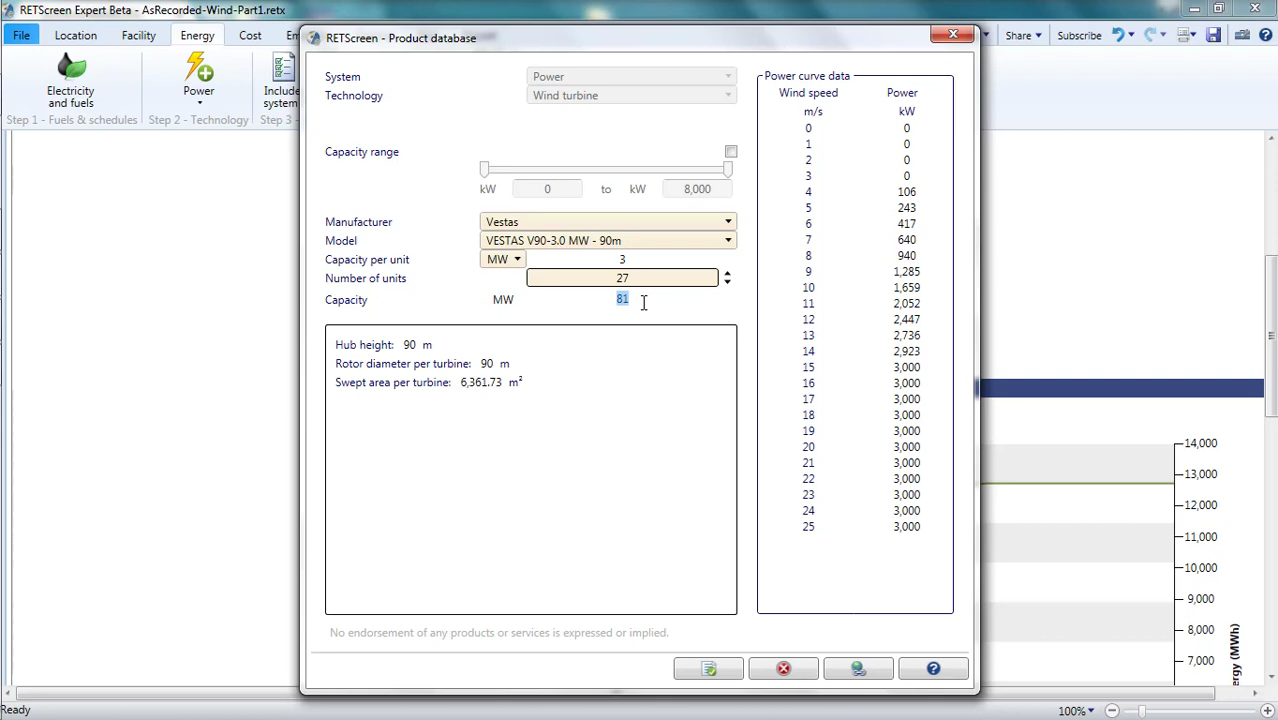 RETScreen Expert Beta - AsRecorded-Wind-Part1.retx
File Location Facility Energy Cost
Share Subscribe
Electricity and fuels
Power
Include system
Step 1 - Fuels & schedules
Step 2 - Technology
Step 3 -
RETScreen - Product database
System Power
Technology Wind turbine
Capacity range
kW 0 to kW 8,000
Manufacturer Vestas
Model VESTAS V90-3.0 MW - 90m
Capacity per unit MW 3
Number of units 27
Capacity MW 81
Hub height: 90 m
Rotor diameter per turbine: 90 m
Swept area per turbine: 6,361.73 m²
No endorsement of any products or services is expressed or implied.
Power curve data
Wind speed Power
m/s kW
0 0
1 0
2 0
3 0
4 106
5 243
6 417
7 640
8 940
9 1,285
10 1,659
11 2,052
12 2,447
13 2,736
14 2,923
15 3,000
16 3,000
17 3,000
18 3,000
19 3,000
20 3,000
21 3,000
22 3,000
23 3,000
24 3,000
25 3,000
14,000
13,000
12,000
11,000
10,000
9,000
8,000
7,000
(MWh)
Ready
100%